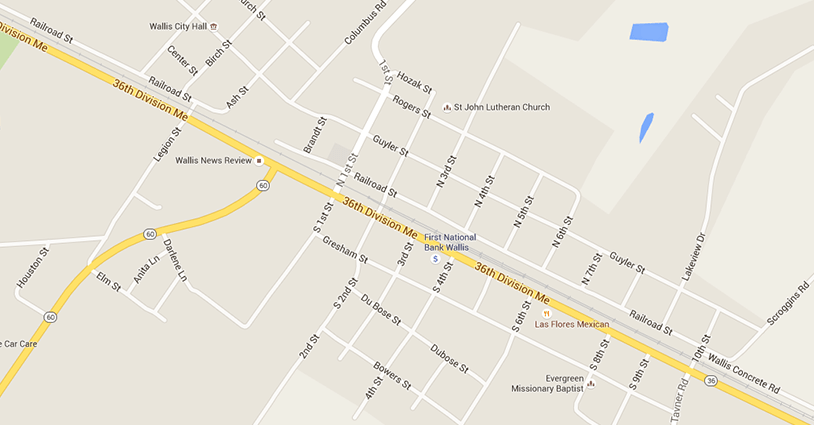 Division Me
Railroad St
Wallis City Hall
Birch St
Center St
Columbus Rd
36th Division Me
Railroad St
Ash St
1st St
Hozak St
Rogers St
St John Lutheran Church
Legion St
Brandt St
Guyler St
Wallis News Review
60
N 1st St
Railroad St
N 3rd St
N 4th St
N 5th St
N 6th St
S 1st St
36th Division Me
First National
Bank Wallis
$
60
Darlene Ln
Anita Ln
Houston St
Elm St
Gresham St
3rd St
S 4th St
36th Division Me
N 7th St
Guyler St
Lakeview Dr
Scroggins Rd
S 2nd St
Du Bose St
S 6th St
Las Flores Mexican
Railroad St
60
e Car Care
2nd St
Dubose St
Bowers St
4th St
S 8th St
S 9th St
10th St
Wallis Concrete Rd
Evergreen
Missionary Baptist
Tavner Rd
36